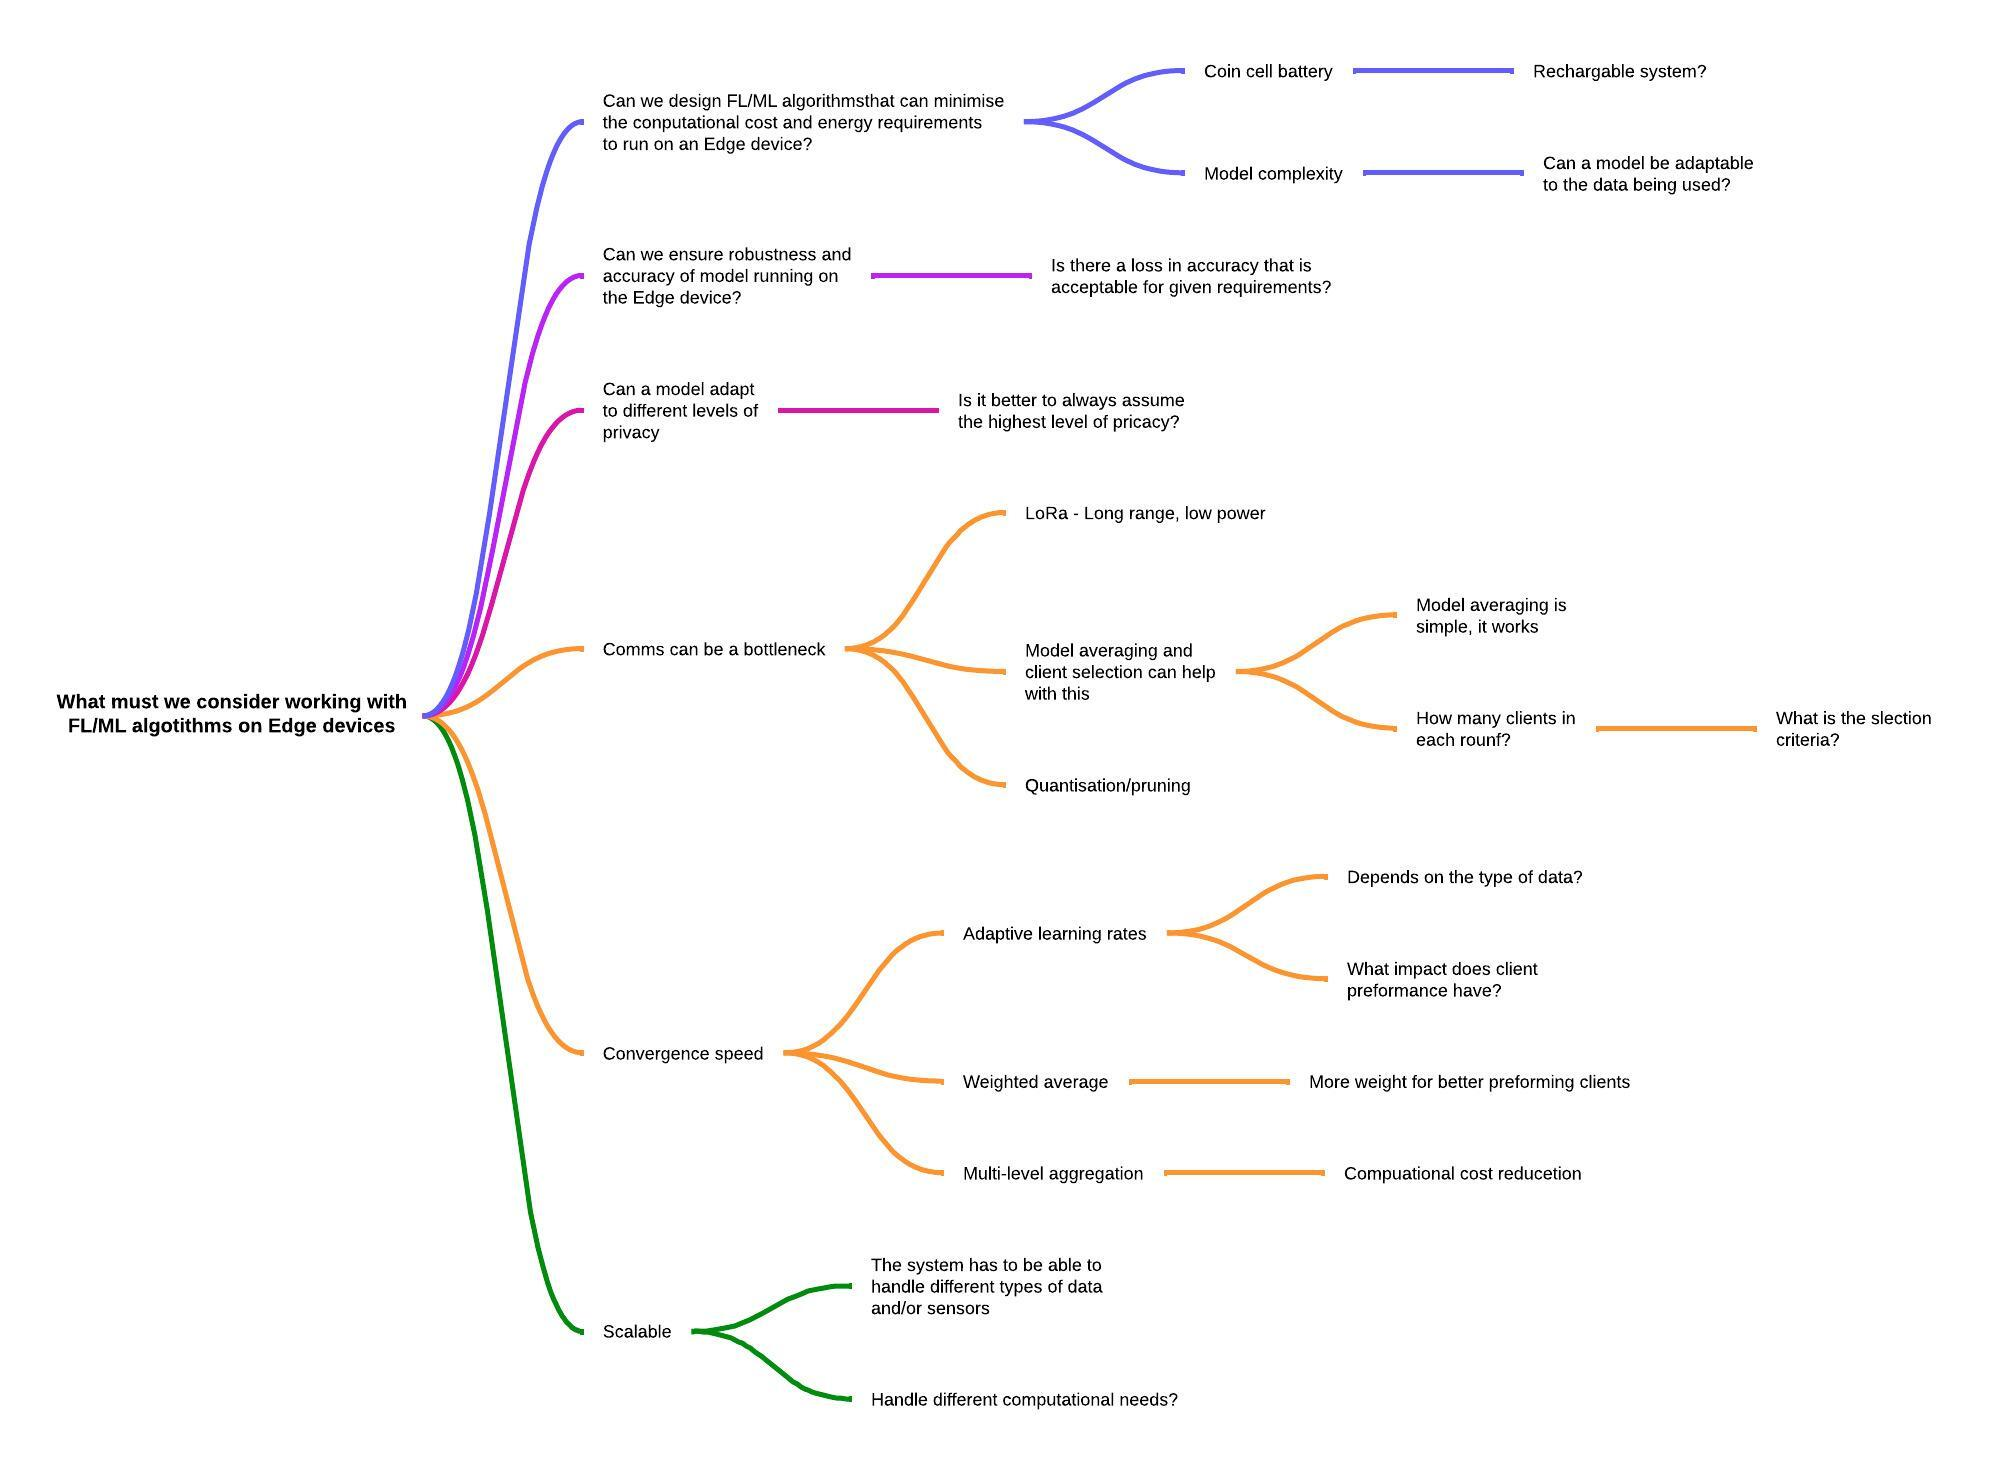 What must we consider working with
FL/ML algotithms on Edge devices
Can we design FL/ML algorithmsthat can minimise
the conputational cost and energy requirements
to run on an Edge device?
Coin cell battery
Rechargable system?
Model complexity
Can a model be adaptable
to the data being used?
Can we ensure robustness and
accuracy of model running on
the Edge device?
Is there a loss in accuracy that is
acceptable for given requirements?
Can a model adapt
to different levels of
privacy
Is it better to always assume
the highest level of pricacy?
Comms can be a bottleneck
LoRa - Long range, low power
Model averaging and
client selection can help
with this
Model averaging is
simple, it works
How many clients in
each rounf?
What is the slection
criteria?
Quantisation/pruning
Convergence speed
Adaptive learning rates
Depends on the type of data?
What impact does client
preformance have?
Weighted average
More weight for better preforming clients
Multi-level aggregation
Compuational cost reducetion
Scalable
The system has to be able to
handle different types of data
and/or sensors
Handle different computational needs?